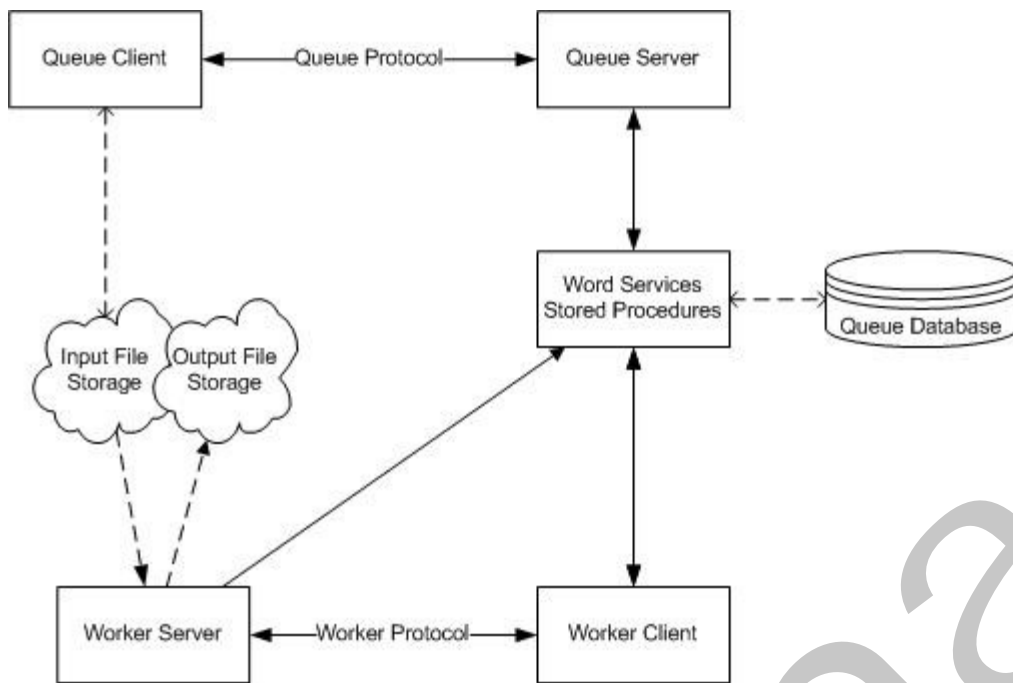 Queue Client
Queue Protocol
Queue Server
Word Services
Stored Procedures
Queue Database
Input File
Storage
Output File
Storage
Worker Server
Worker Protocol
Worker Client